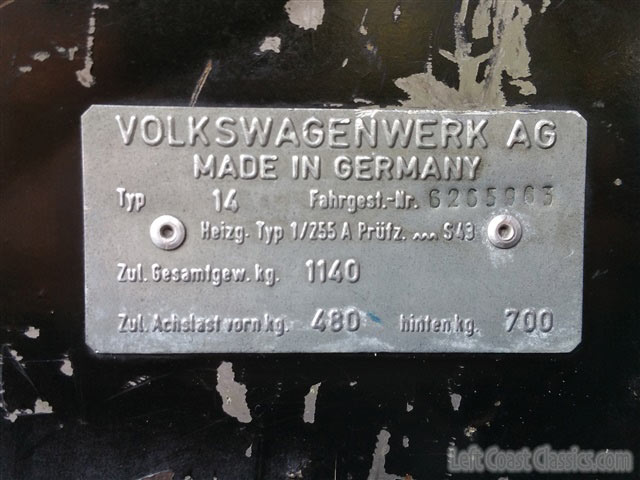 VOLKSWAGENWERK AG
MADE IN GERMANY
Typ 14 Fahrgest.-Nr. 6265003
Heizg. Typ 1/255 A Prüfz. ~~~ S43
Zul. Gesamtgew. kg. 1140
Zul. Achslast vorn kg. 480 hinten kg. 700
Left Coast Classics.com